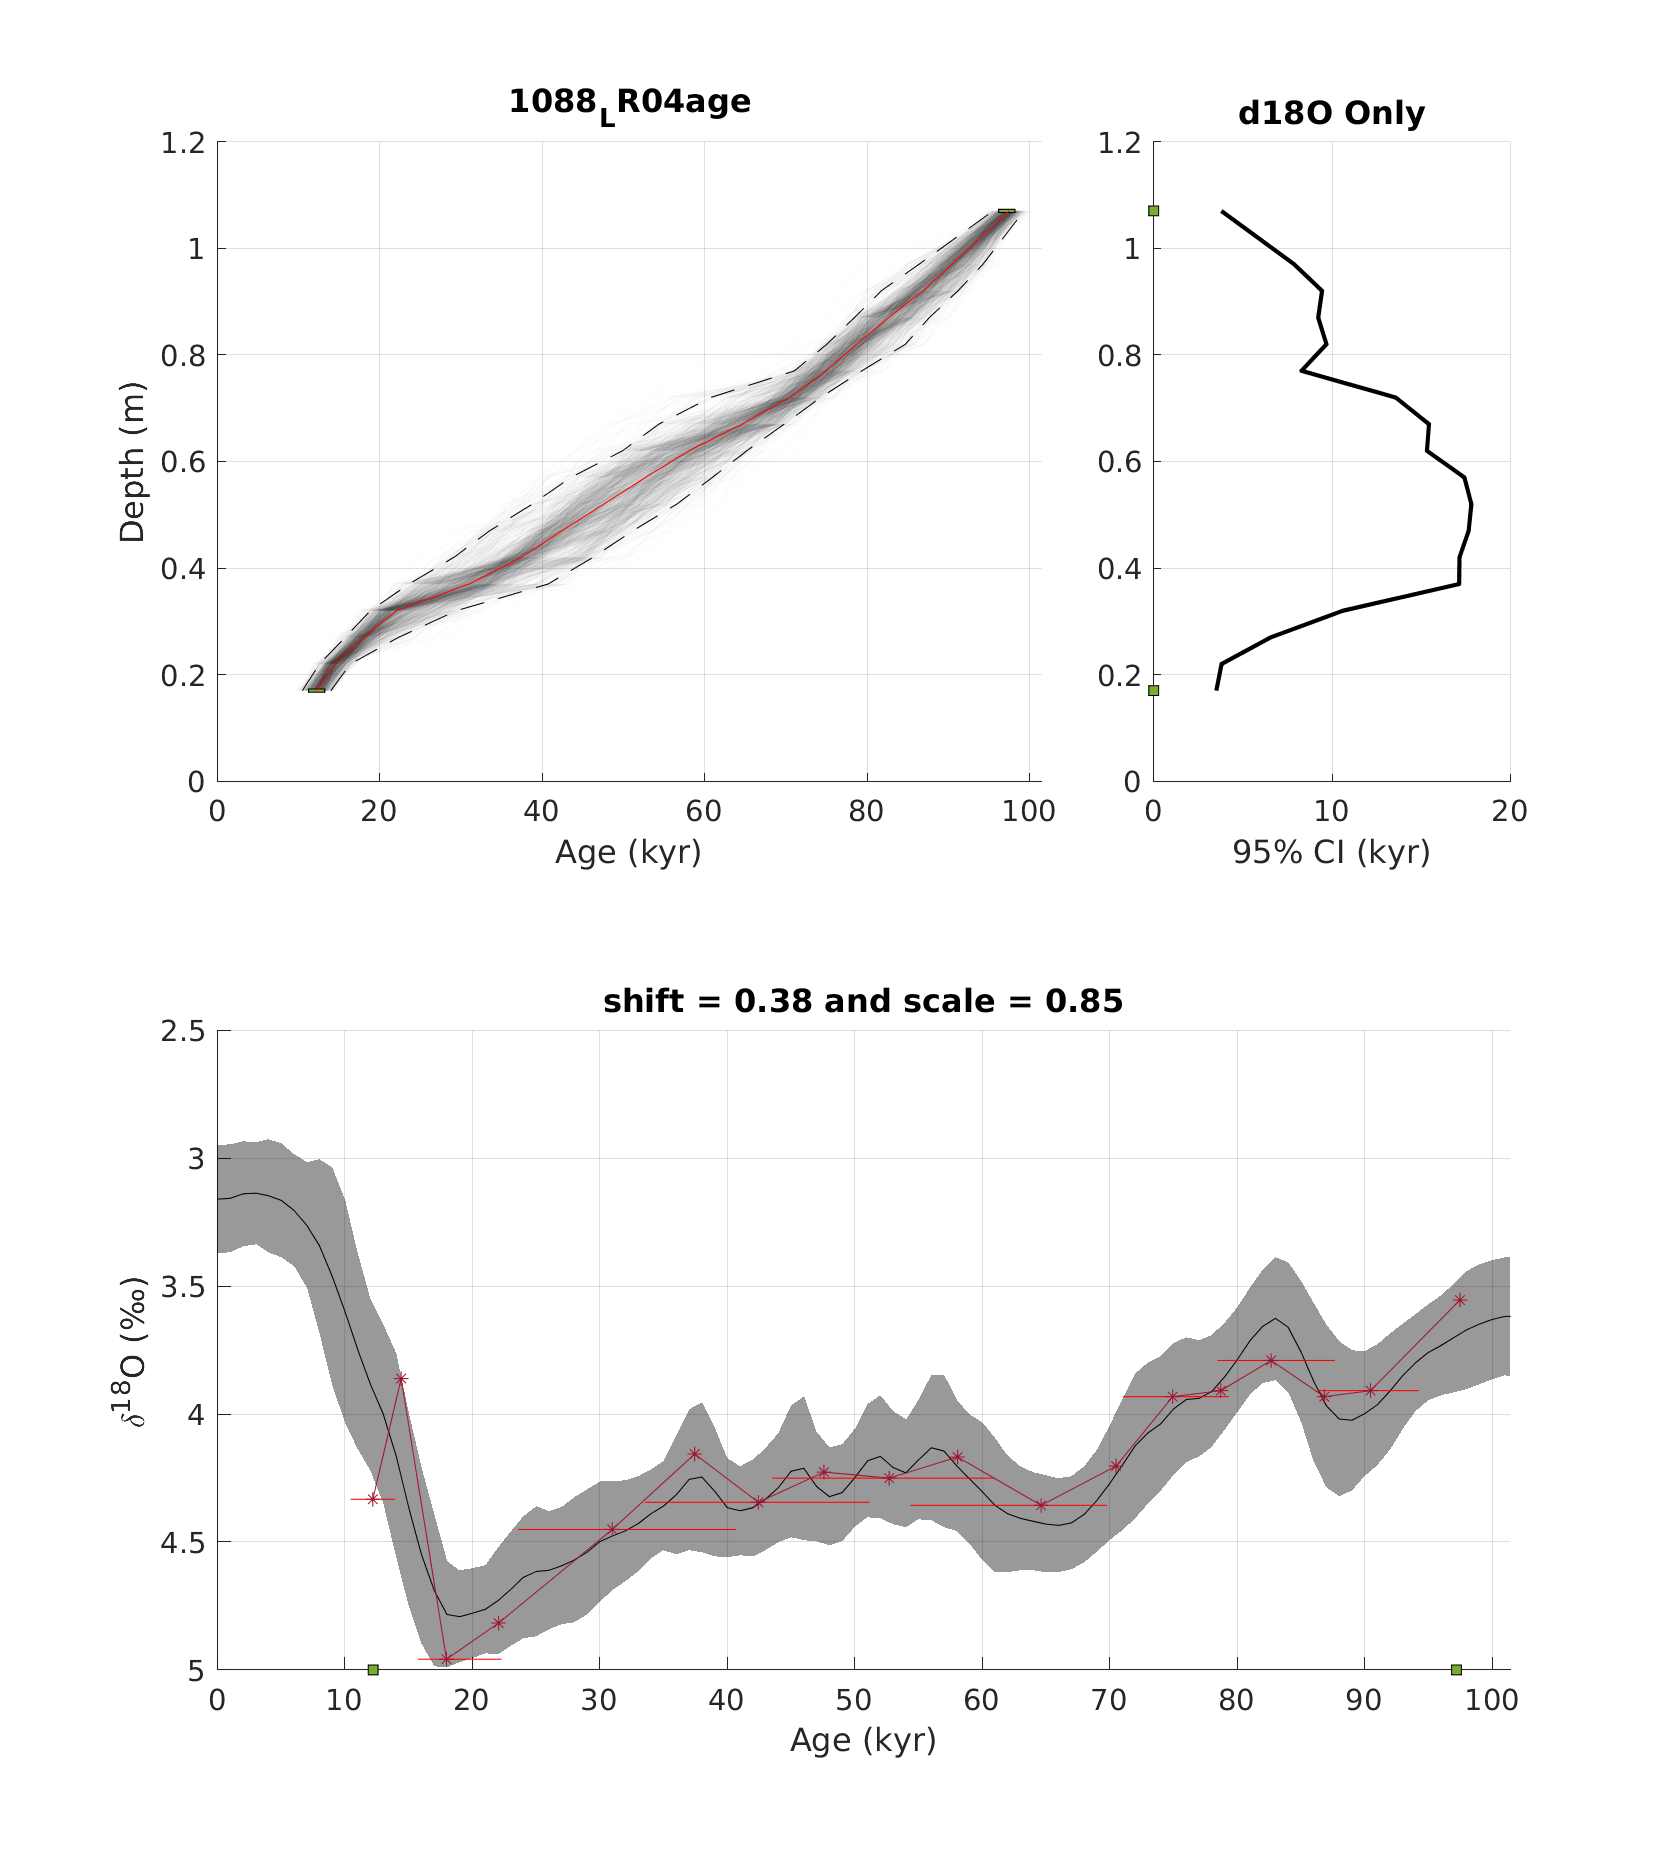 1088_LR04age
d18O Only
1.2
1
0.8
0.6
0.4
0.2
0
Depth (m)
0 20 40 60 80 100
Age (kyr)
1.2
1
0.8
0.6
0.4
0.2
0
0 10 20
95% CI (kyr)
shift = 0.38 and scale = 0.85
2.5
3
3.5
4
4.5
5
δ18O (‰)
0 10 20 30 40 50 60 70 80 90 100
Age (kyr)